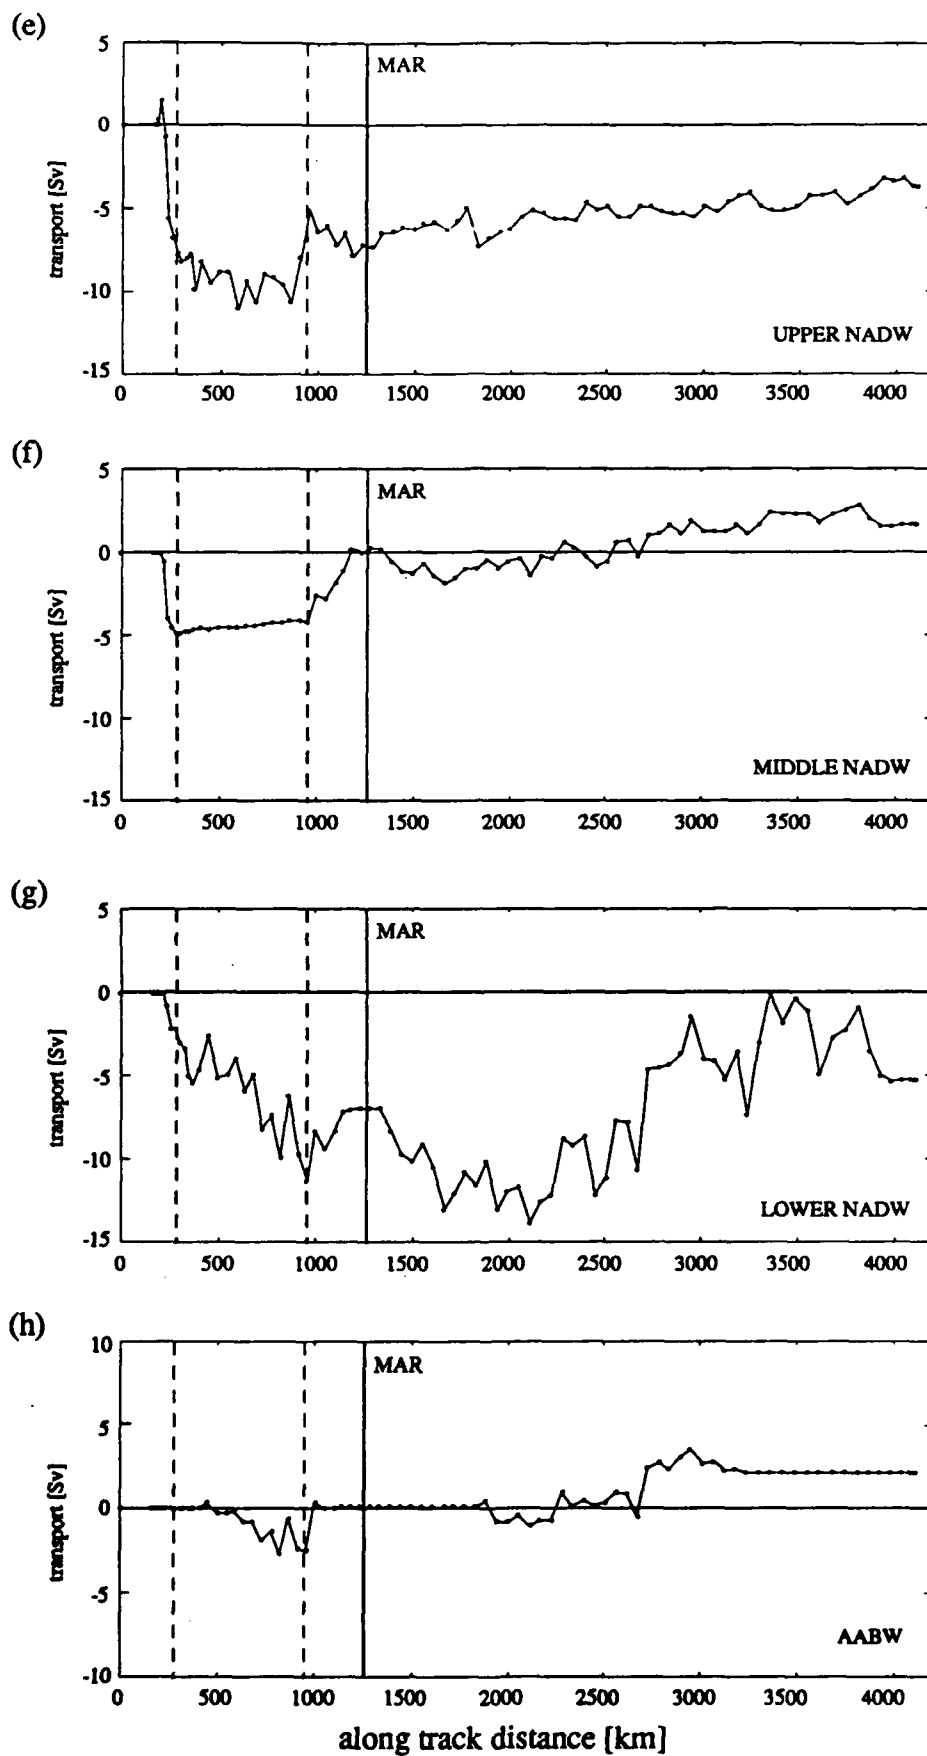 (e)
5
0
-5
-10
-15
transport [Sv]
MAR
UPPER NADW
0 500 1000 1500 2000 2500 3000 3500 4000
(f)
5
0
-5
-10
-15
transport [Sv]
MAR
MIDDLE NADW
0 500 1000 1500 2000 2500 3000 3500 4000
(g)
5
0
-5
-10
-15
transport [Sv]
MAR
LOWER NADW
0 500 1000 1500 2000 2500 3000 3500 4000
(h)
10
5
0
-5
-10
transport [Sv]
MAR
AABW
0 500 1000 1500 2000 2500 3000 3500 4000
along track distance [km]